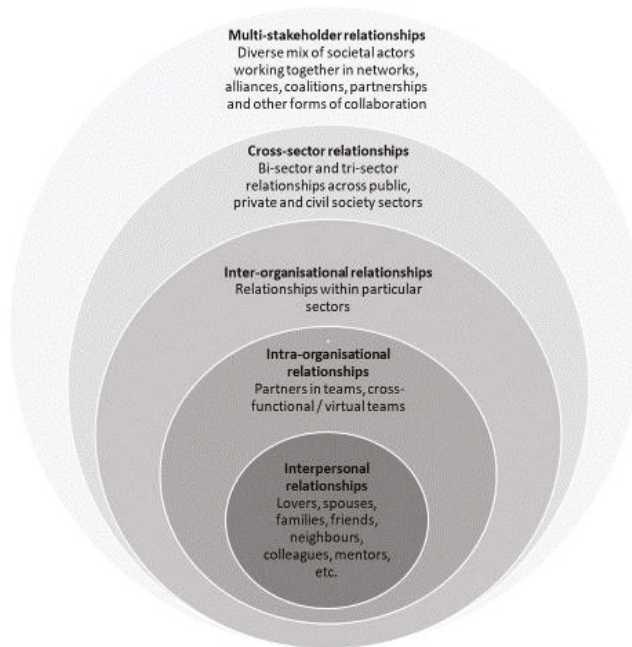 Multi-stakeholder relationships
Diverse mix of societal actors
working together in networks,
alliances, coalitions, partnerships
and other forms of collaboration
Cross-sector relationships
Bi-sector and tri-sector
relationships across public,
private and civil society sectors
Inter-organisational relationships
Relationships within particular
sectors
Intra-organisational
relationships
Partners in teams, cross-
functional / virtual teams
Interpersonal
relationships
Lovers, spouses,
families, friends,
neighbours,
colleagues, mentors,
etc.